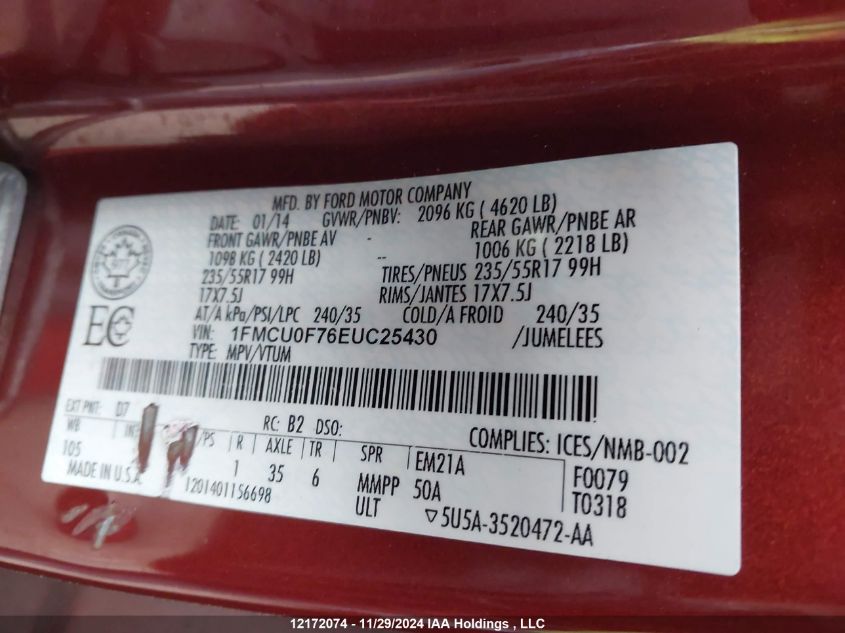 MFD. BY FORD MOTOR COMPANY
DATE: 01/14 GVWR/PNBV: 2096 KG ( 4620 LB)
FRONT GAWR/PNBE AV - REAR GAWR/PNBE AR
1098 KG ( 2420 LB) -- 1006 KG ( 2218 LB)
235/55R17 99H TIRES/PNEUS 235/55R17 99H
17X7.5J RIMS/JANTES 17X7.5J
AT/A kPa/PSI/LPC 240/35 COLD/A FROID 240/35
VIN: 1FMCU0F76EUC25430 /JUMELEES
TYPE: MPV/VTUM
EC
EXT PNT: D7 RC: B2 DSO: COMPLIES: ICES/NMB-002
WB /PS R AXLE TR SPR EM21A F0079
105 1 35 6 MMPP 50A T0318
MADE IN U.S.A. 1201401156698 ULT 5U5A-3520472-AA
12172074 - 11/29/2024 IAA Holdings , LLC